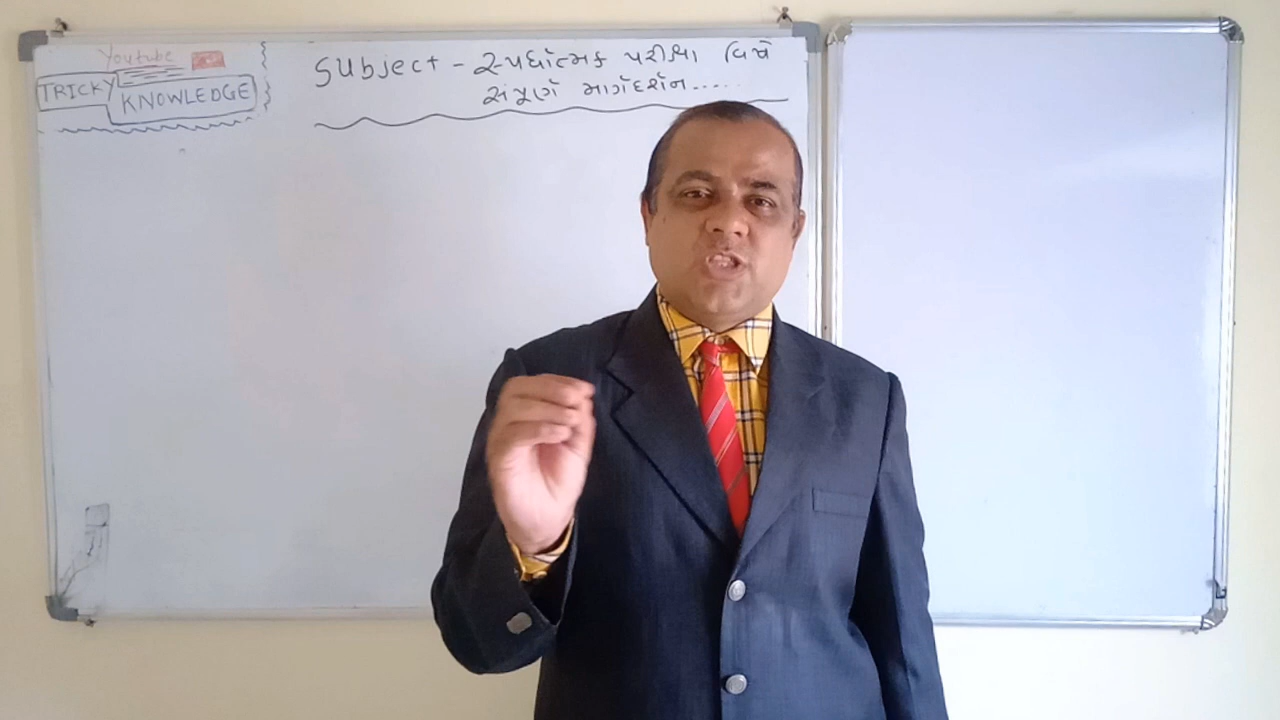 Youtube
TRICKY
KNOWLEDGE
Subject - સ્પર્ધાત્મક પરીક્ષા વિષે
સંપૂર્ણ માર્ગદર્શન.....